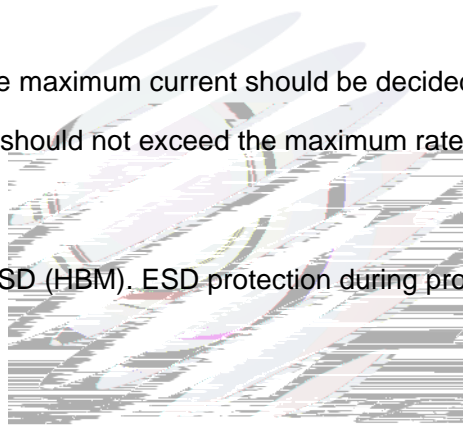 e maximum current should be decided
should not exceed the maximum rate
SD (HBM). ESD protection during pro